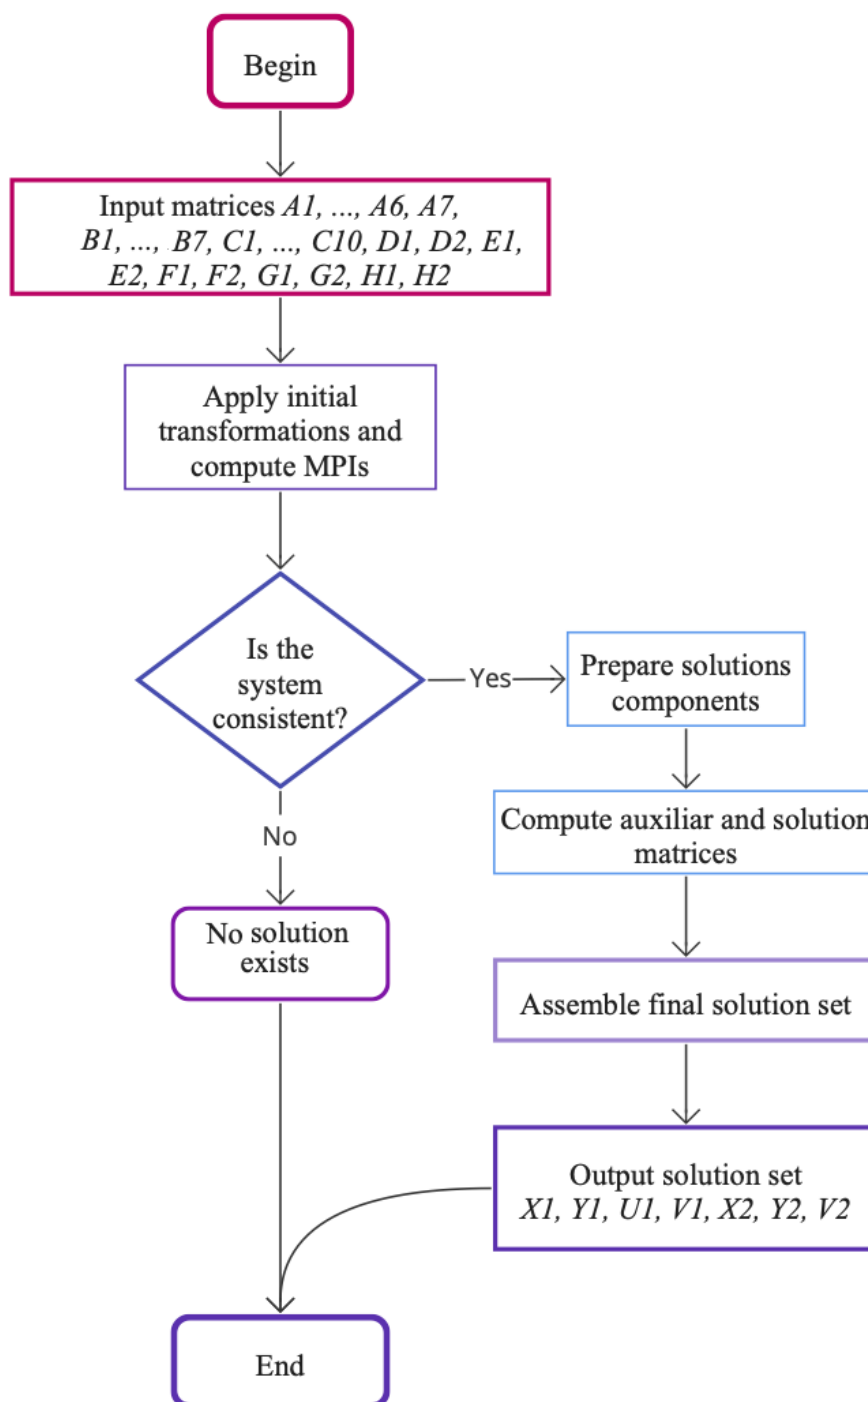 Begin
Input matrices A1, ..., A6, A7,
B1, ..., B7, C1, ..., C10, D1, D2, E1,
E2, F1, F2, G1, G2, H1, H2
Apply initial
transformations and
compute MPIs
Is the
system
consistent?
Yes
Prepare solutions
components
Compute auxiliar and solution
matrices
No
No solution
exists
Assemble final solution set
Output solution set
X1, Y1, U1, V1, X2, Y2, V2
End